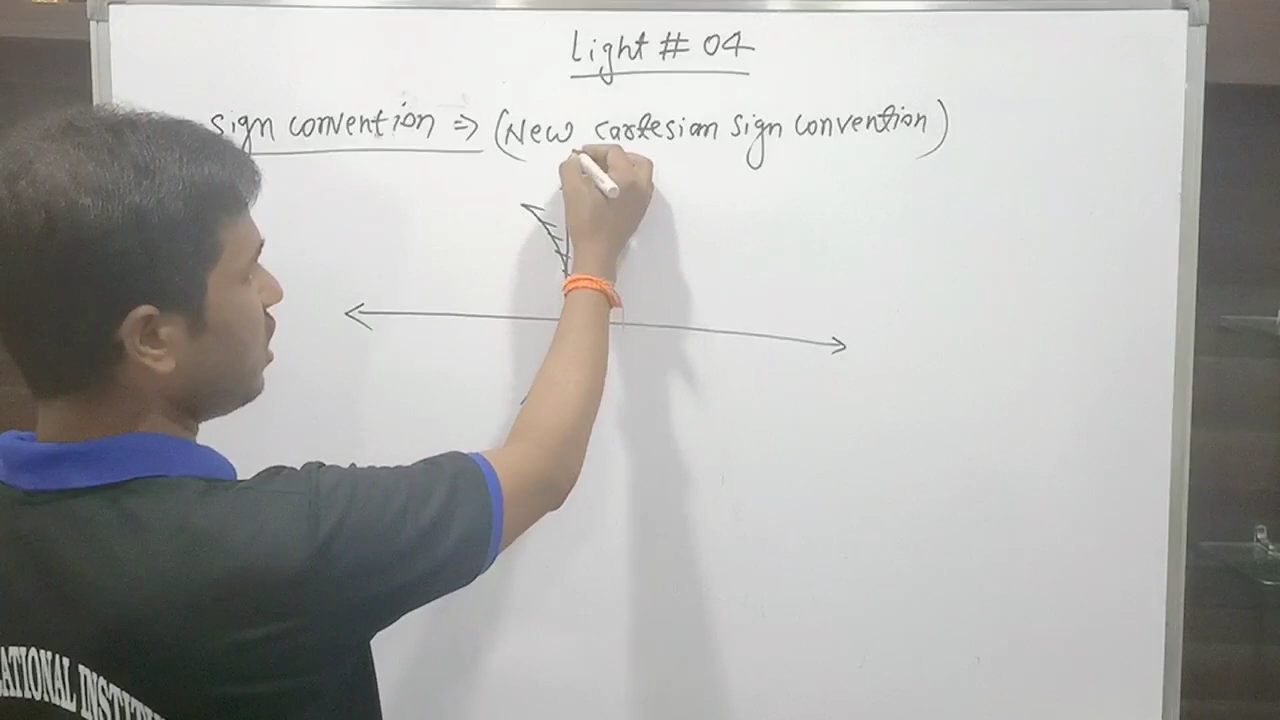 Light # 04
Sign convention ⇒ (New Cartesian Sign convention)
ATIONAL INSTIT